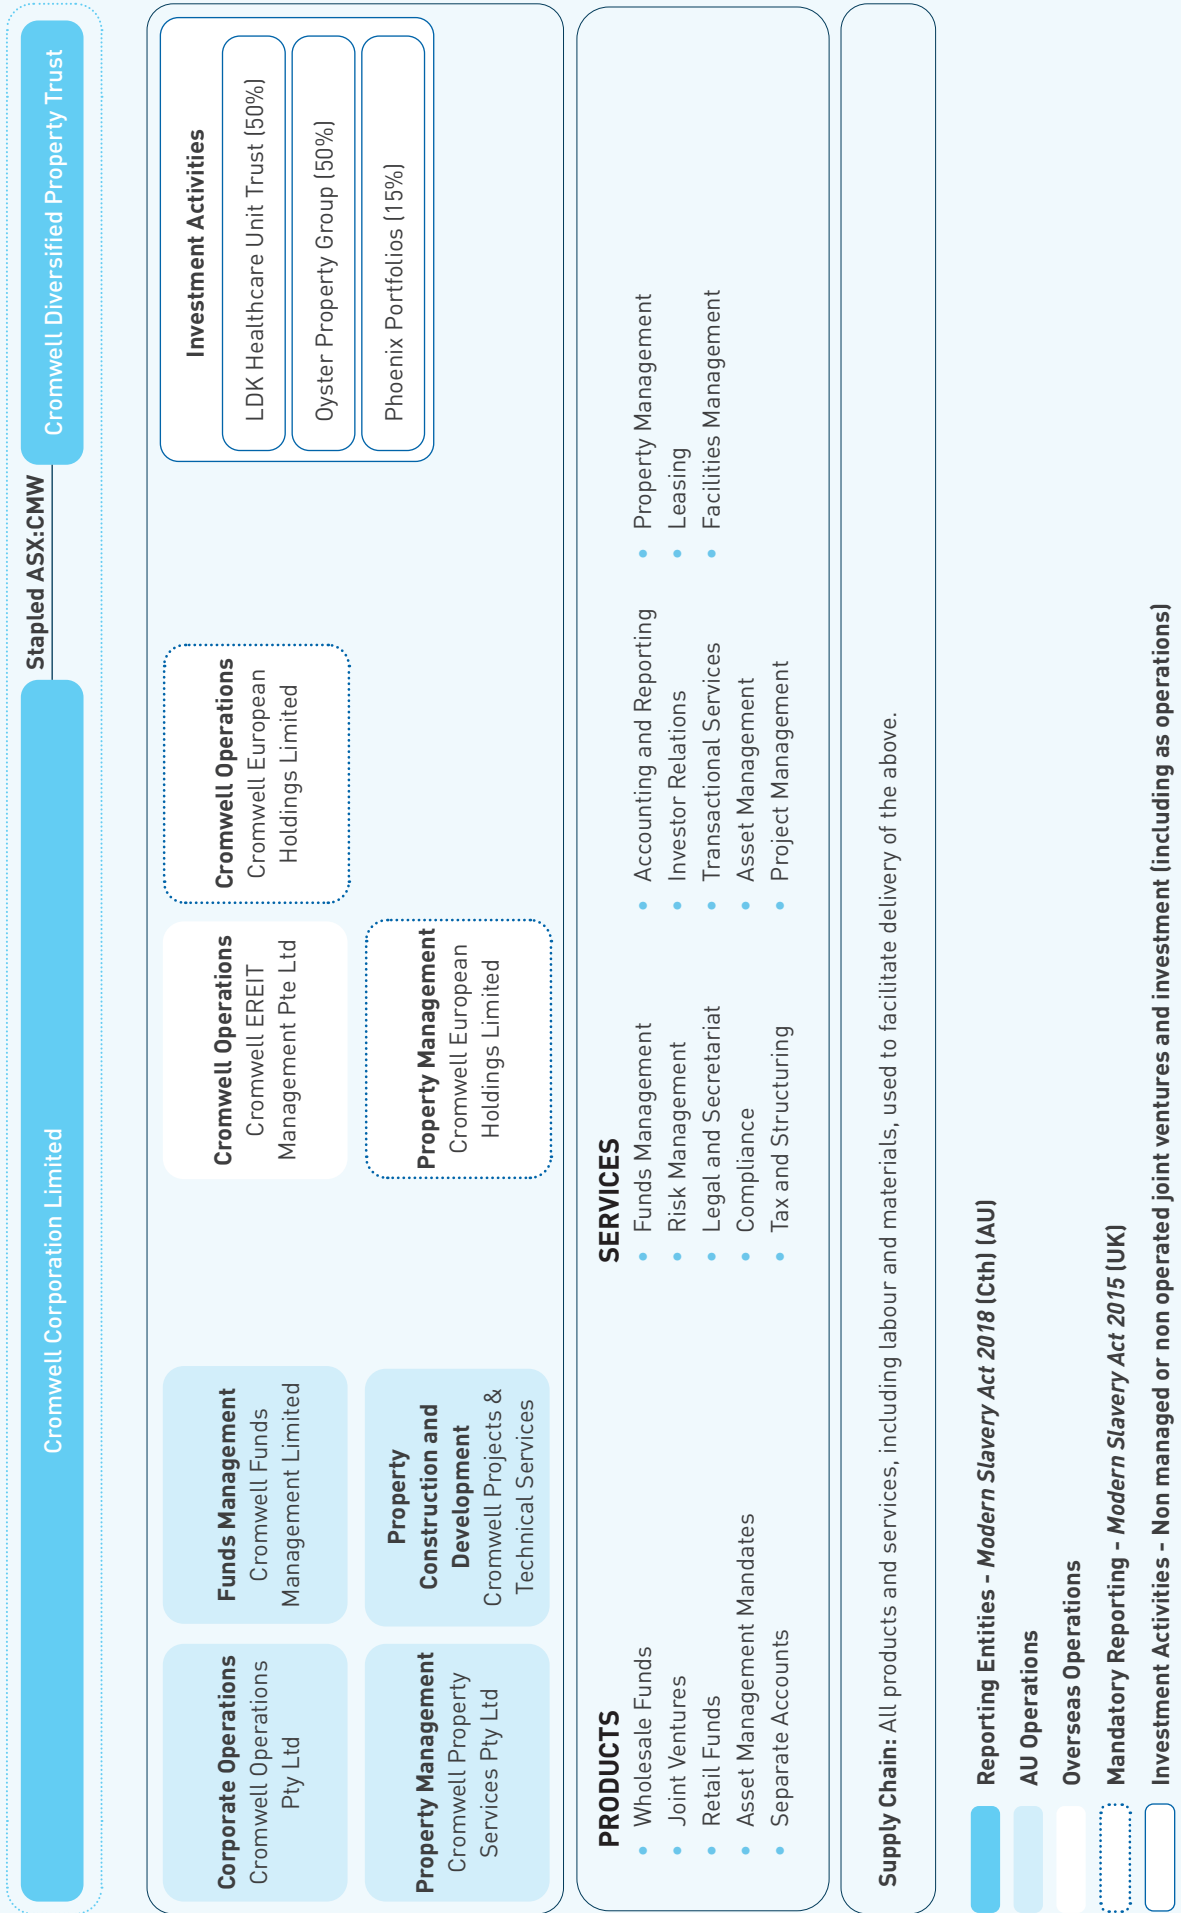 Cromwell Corporation Limited
Stapled ASX:CMW
Cromwell Diversified Property Trust
Corporate Operations
Cromwell Operations
Pty Ltd
Funds Management
Cromwell Funds
Management Limited
Cromwell Operations
Cromwell EREIT
Management Pte Ltd
Cromwell Operations
Cromwell European
Holdings Limited
Investment Activities
LDK Healthcare Unit Trust (50%)
Oyster Property Group (50%)
Phoenix Portfolios (15%)
Property Management
Cromwell Property
Services Pty Ltd
Property
Construction and
Development
Cromwell Projects &
Technical Services
Property Management
Cromwell European
Holdings Limited
PRODUCTS
• Wholesale Funds
• Joint Ventures
• Retail Funds
• Asset Management Mandates
• Separate Accounts
SERVICES
• Funds Management
• Risk Management
• Legal and Secretariat
• Compliance
• Tax and Structuring
• Accounting and Reporting
• Investor Relations
• Transactional Services
• Asset Management
• Project Management
• Property Management
• Leasing
• Facilities Management
Supply Chain: All products and services, including labour and materials, used to facilitate delivery of the above.
Reporting Entities - Modern Slavery Act 2018 (Cth) (AU)
AU Operations
Overseas Operations
Mandatory Reporting - Modern Slavery Act 2015 (UK)
Investment Activities - Non managed or non operated joint ventures and investment (including as operations)